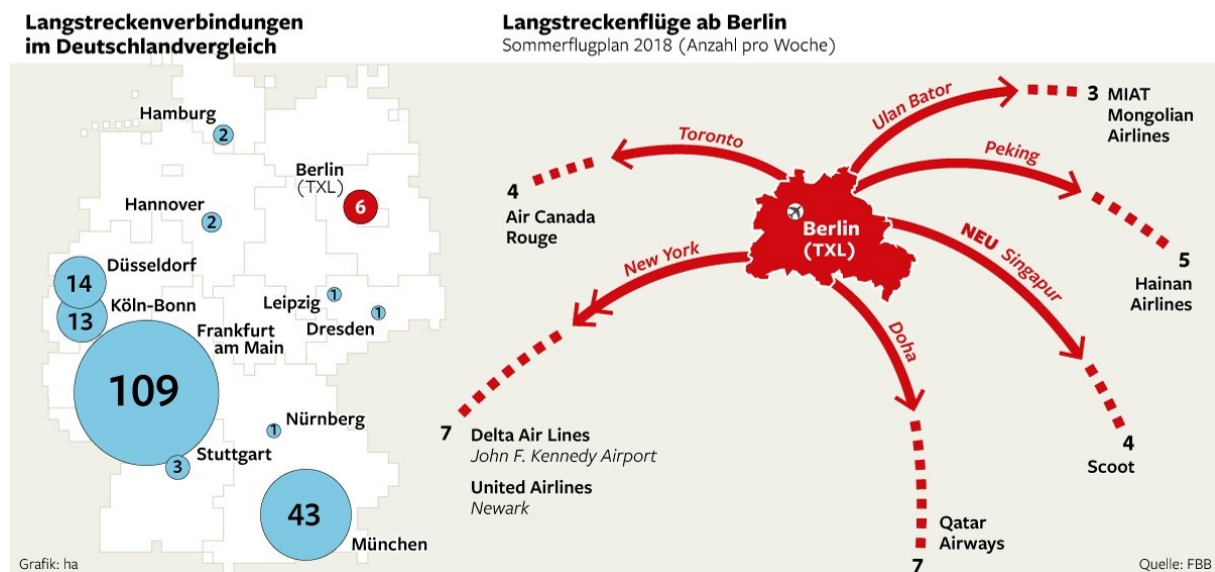 Langstreckenverbindungen
im Deutschlandvergleich
Hamburg
2
Berlin
(TXL)
6
Hannover
2
Düsseldorf
14
Köln-Bonn
13
Leipzig
1
Dresden
1
Frankfurt
am Main
109
Nürnberg
1
Stuttgart
3
43
München
Grafik: ha
Langstreckenflüge ab Berlin
Sommerflugplan 2018 (Anzahl pro Woche)
Ulan Bator
3 MIAT
Mongolian
Airlines
Toronto
4
Air Canada
Rouge
Peking
5
Hainan
Airlines
Berlin
(TXL)
New York
7 Delta Air Lines
John F. Kennedy Airport
United Airlines
Newark
NEU Singapur
4
Scoot
Doha
Qatar
Airways
7
Quelle: FBB